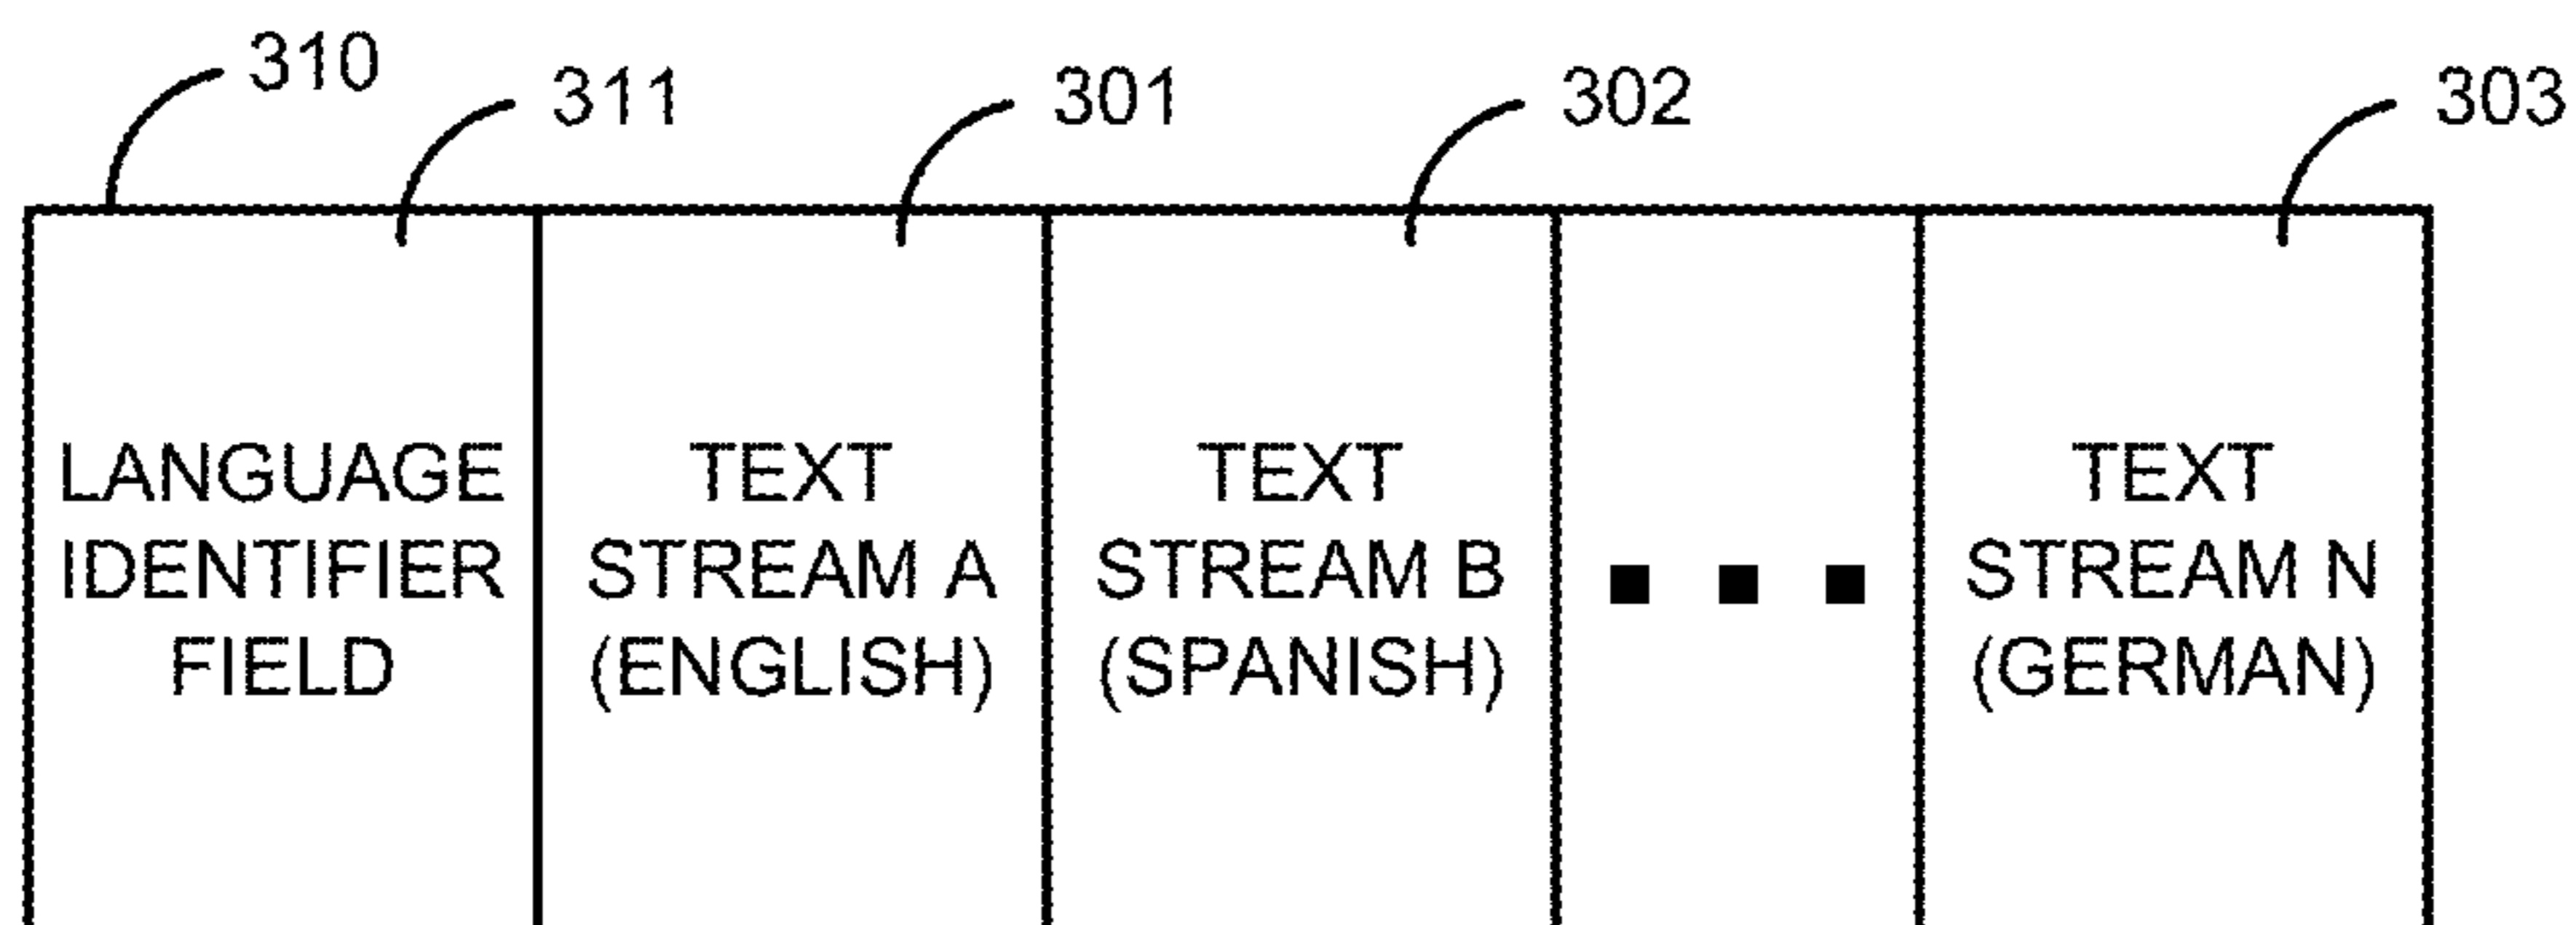 310
311
301
302
303
LANGUAGE
IDENTIFIER
FIELD
TEXT
STREAM A
(ENGLISH)
TEXT
STREAM B
(SPANISH)
TEXT
STREAM N
(GERMAN)